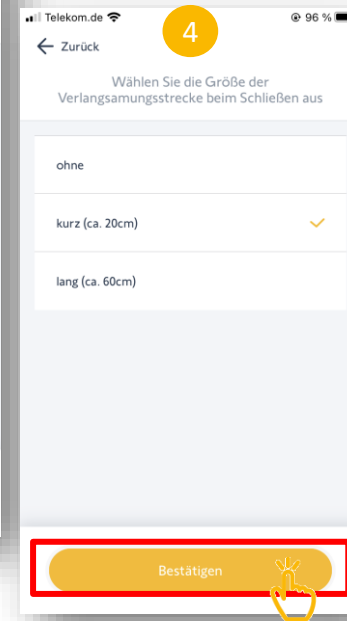 Telekom.de
96 %
4
Zurück
Wählen Sie die Größe der
Verlangsamungsstrecke beim Schließen aus
ohne
kurz (ca. 20cm)
lang (ca. 60cm)
Bestätigen